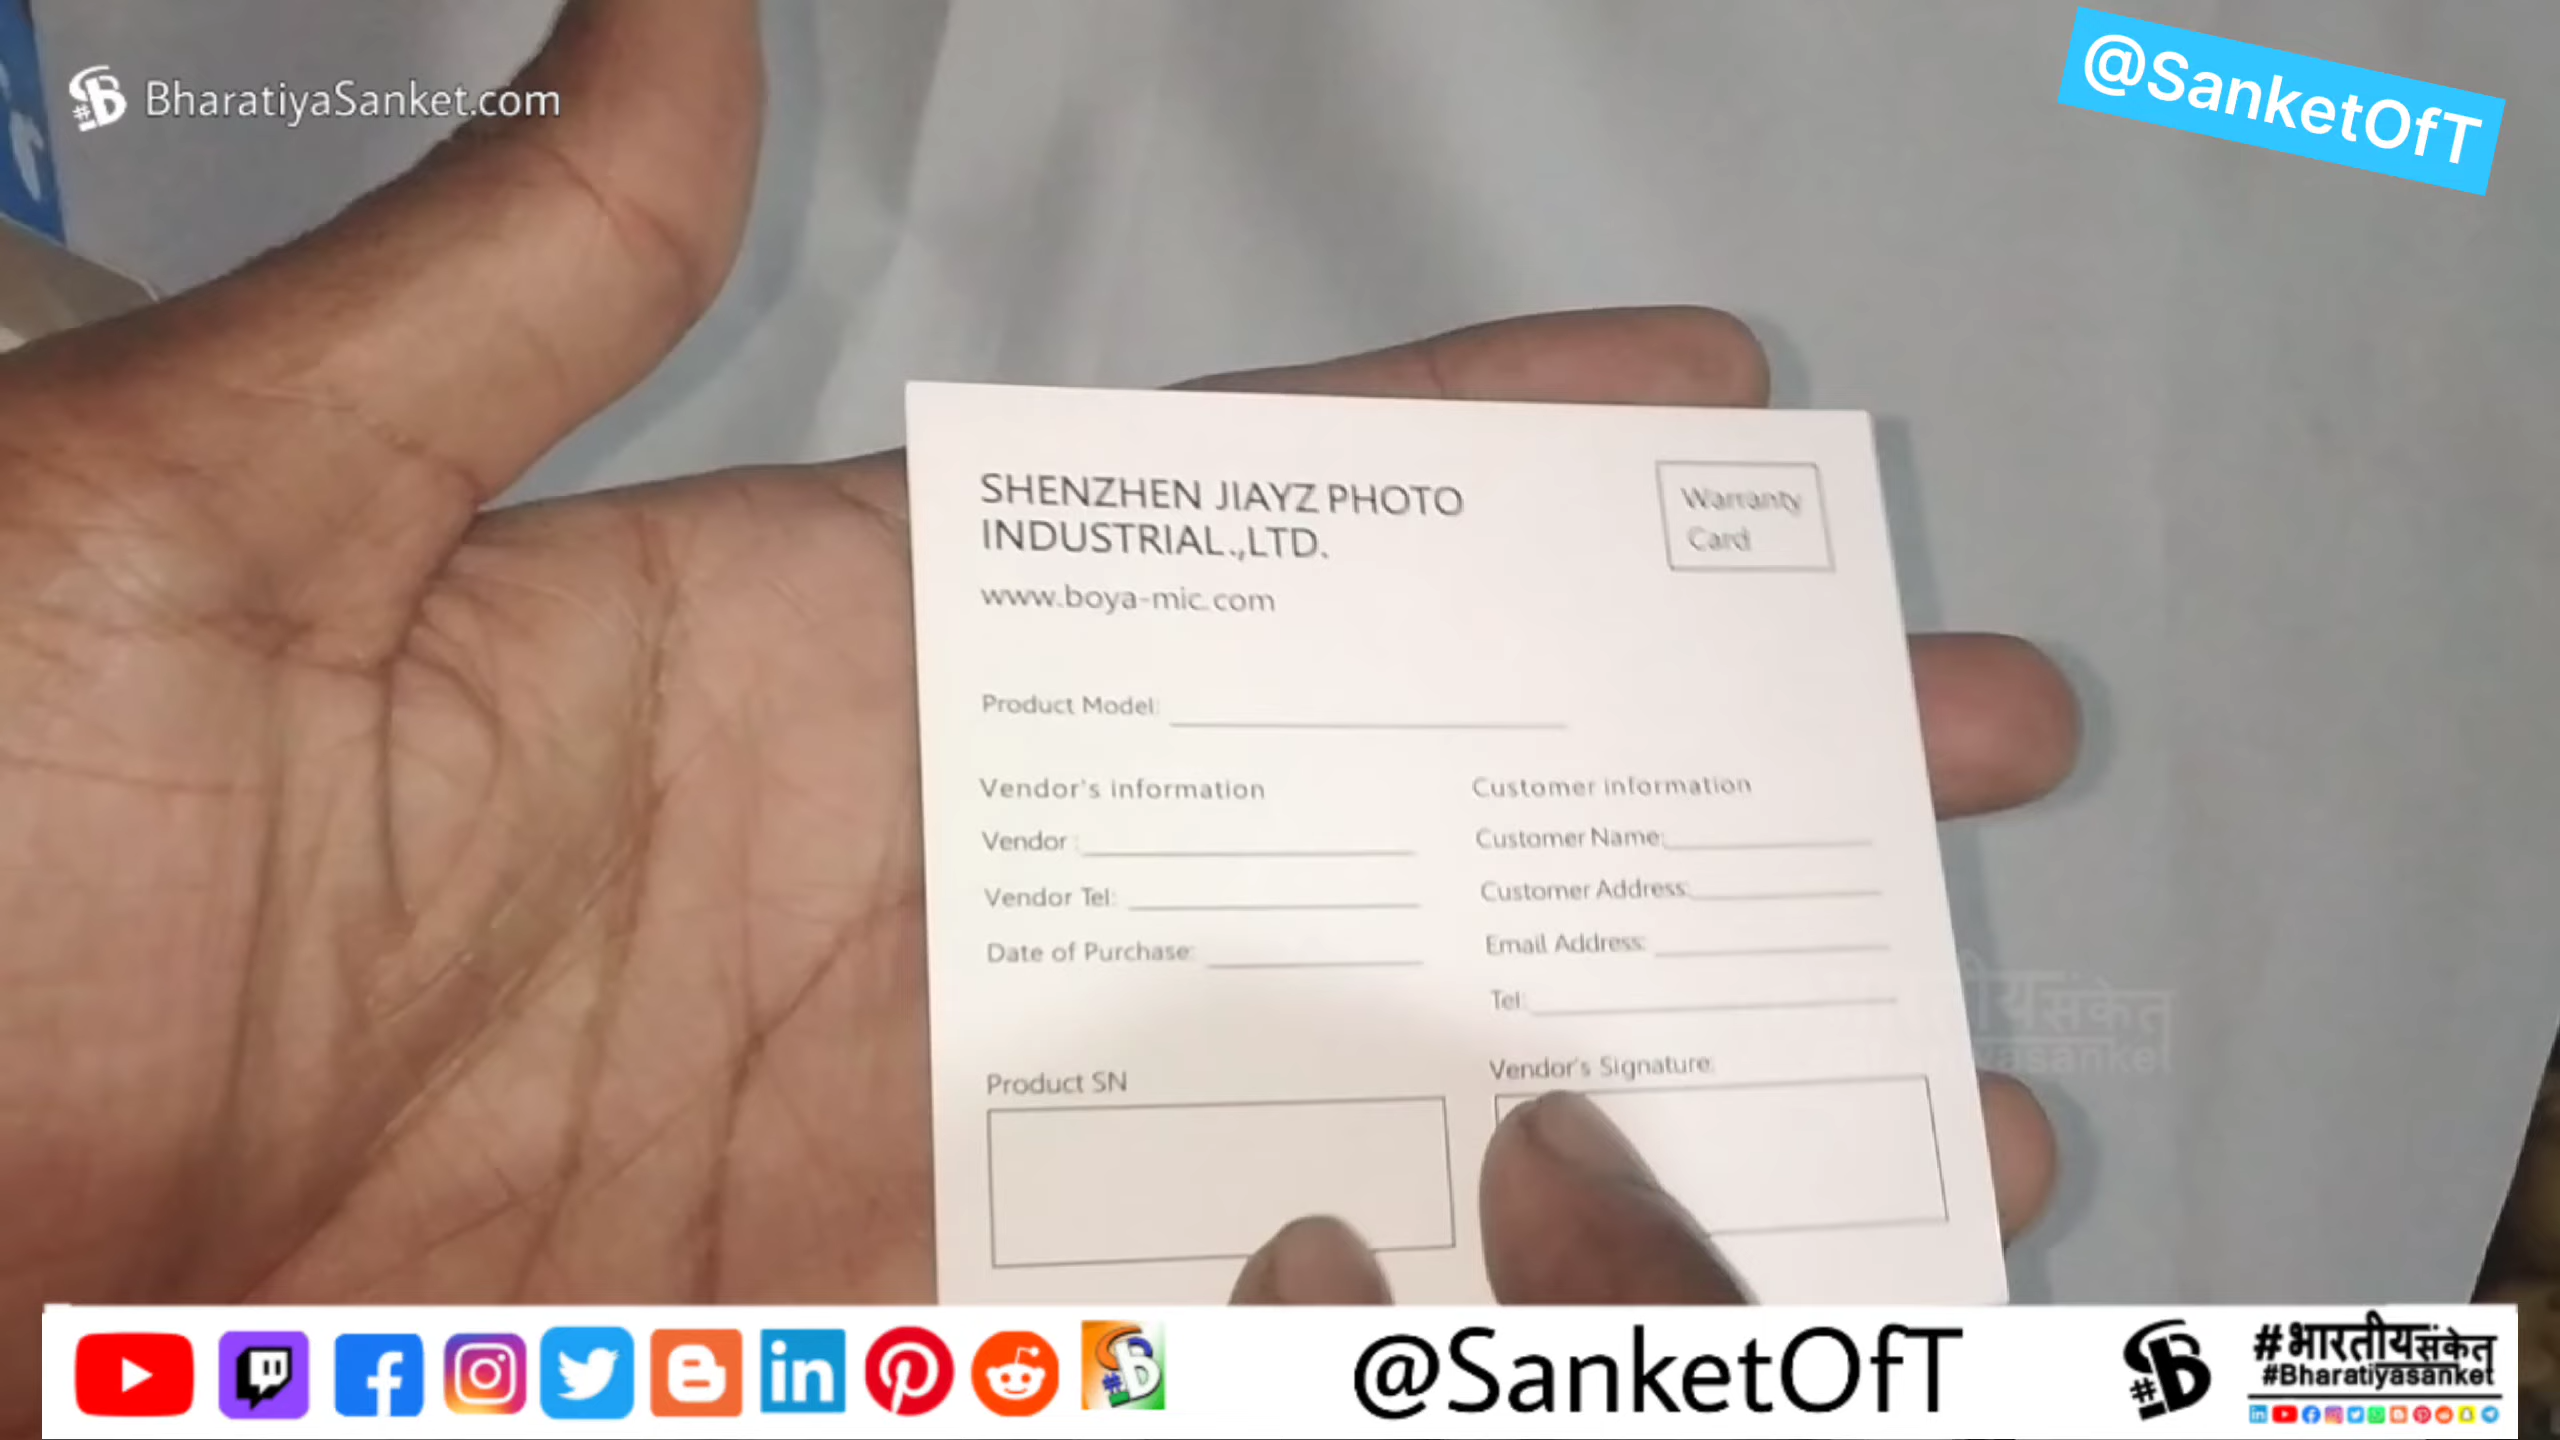 BharatiyaSanket.com
@SanketOfT
SHENZHEN JIAYZ PHOTO
INDUSTRIAL.,LTD.
www.boya-mic.com
Warranty
Card
Product Model:
Vendor's information
Vendor :
Vendor Tel:
Date of Purchase:
Customer information
Customer Name:
Customer Address:
Email Address:
Tel:
Product SN
Vendor's Signature:
@SanketOfT
#भारतीयसंकेत
#Bharatiyasanket